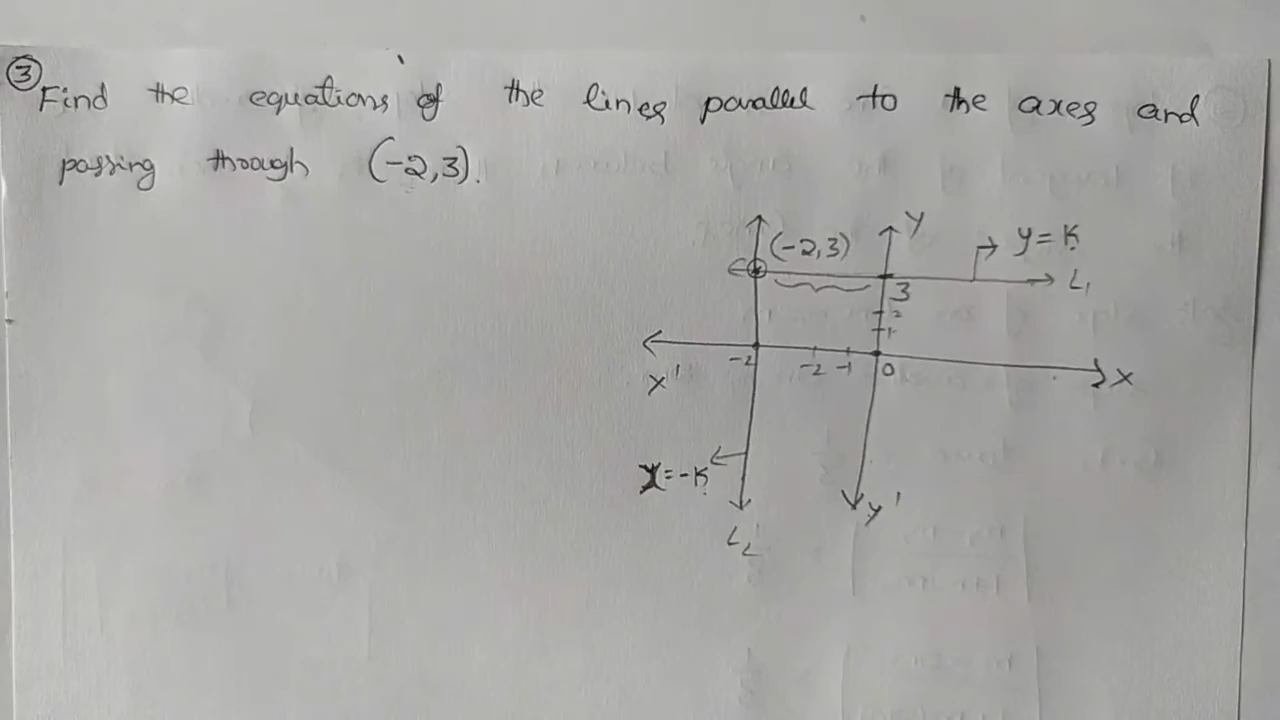 ③
Find the equations of the lines parallel to the axes and
passing though (-2,3).
Y
(-2,3)
y=K
L₁
3
2
1
-2
-2 -1 0
X'
X
X=-K
Y'
L₂